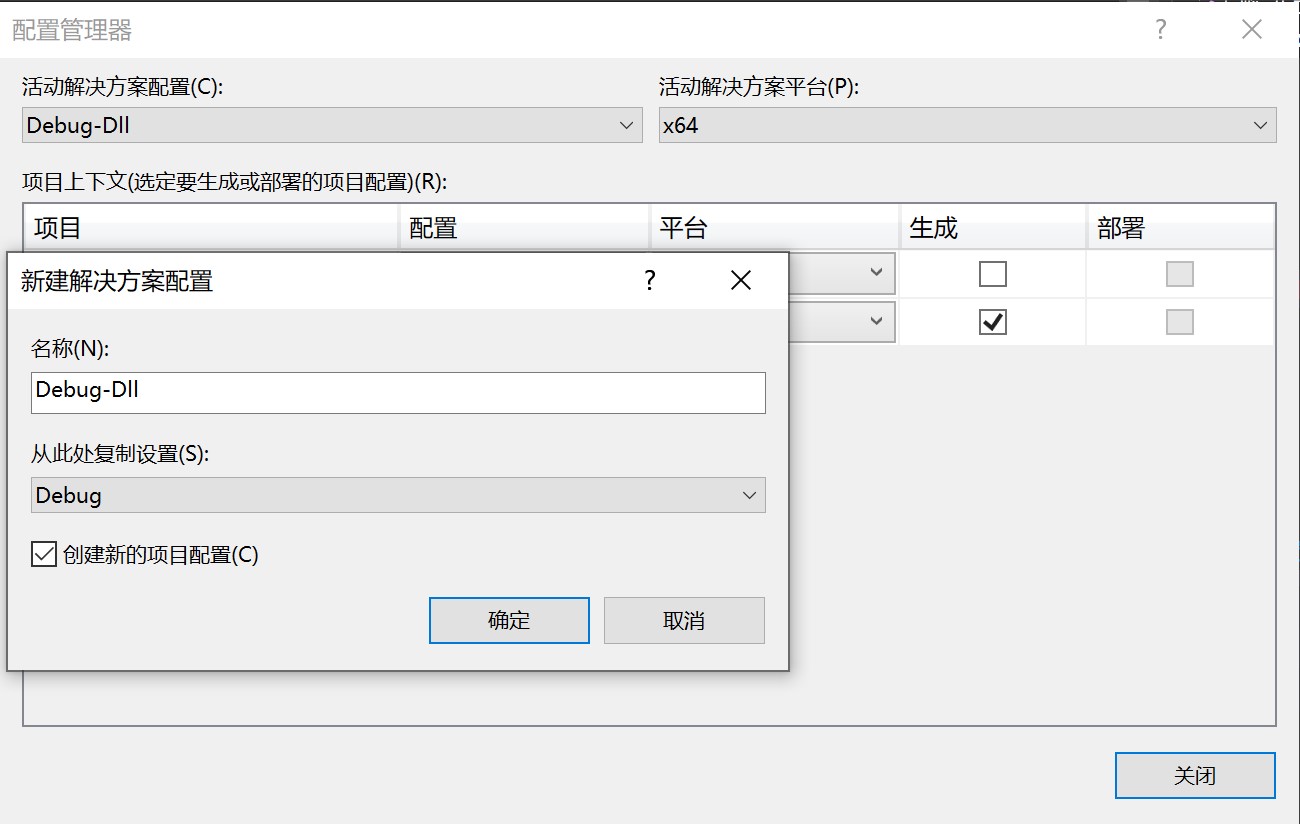 配置管理器
活动解决方案配置(C):
活动解决方案平台(P):
Debug-Dll
x64
项目上下文(选定要生成或部署的项目配置)(R):
项目 配置 平台 生成 部署
新建解决方案配置
名称(N):
Debug-Dll
从此处复制设置(S):
Debug
创建新的项目配置(C)
确定 取消
关闭